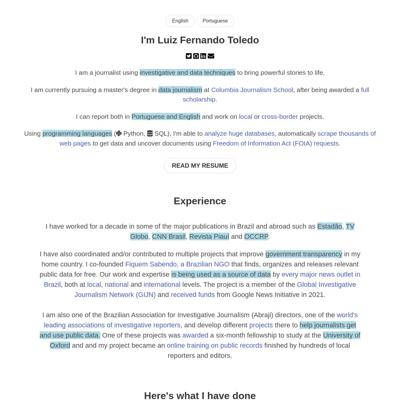 English Portuguese
I'm Luiz Fernando Toledo
I am a journalist using investigative and data techniques to bring powerful stories to life,
I am currently pursuing a master's degree in data journalism at Columbia Journalism School, after being awarded a full
scholarship.
I can report both in Portuguese and English and work on local or cross-border projects.
Using programming languages ( Python, SQL), I'm able to analyze huge databases, automatically scrape thousands of
web pages to get data and uncover documents using Freedom of Information Act (FOIA) requests.
READ MY RESUME
Experience
I have worked for a decade in some of the major publications in Brazil and abroad such as Estadão, TV
Globo, CNN Brasil, Revista Piauí and OCCRP.
I have also coordinated and/or contributed to multiple projects that improve government transparency in my
home country. I co-founded Fiquem Sabendo, a Brazilian NGO that finds, organizes and releases relevant
public data for free. Our work and expertise is being used as a source of data by every major news outlet in
Brazil, both at local, national and international levels. The project is a member of the Global Investigative
Journalism Network (GIJN) and received funds from Google News Initiative in 2021.
I am also one of the Brazilian Association for Investigative Journalism (Abraji) directors, one of the world's
leading associations of investigative reporters, and develop different projects there to help journalists get
and use public data. One of these projects was awarded a six-month fellowship to study at the University of
Oxford and and my project became an online training on public records finished by hundreds of local
reporters and editors.
Here's what I have done